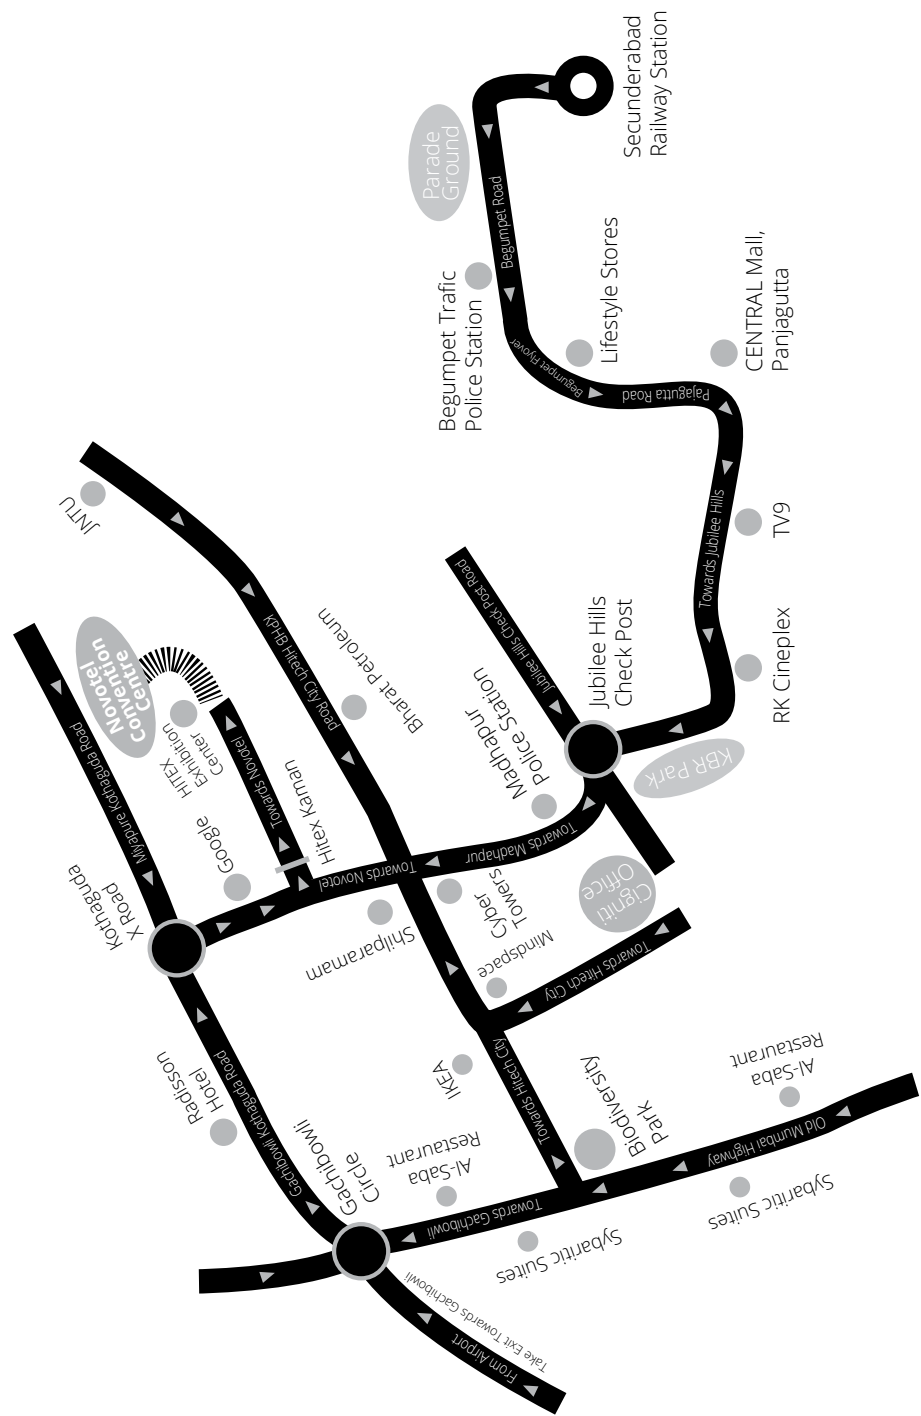 Secunderabad
Railway Station
Parade
Ground
Begumpet Road
Begumpet Trafic
Police Station
Lifestyle Stores
Begumpet Flyover
CENTRAL Mall,
Panjagutta
Pajagutta Road
TV9
Towards Jubilee Hills
RK Cineplex
KBR Park
Jubilee Hills
Check Post
Jubilee Hills Check Post Road
Madhapur
Police Station
Towards Madhapur
Cigniti
Office
JNTU
KPHB Hitech City Road
Bharat Petroleum
Novotel
Convention
Centre
HITEX
Exhibition
Center
Towards Novotel
Hitex Kaman
Google
Towards Novotel
Miyapure Kothaguda Road
Kothaguda
X Road
Shilparamam
Cyber
Towers
Mindspace
Towards Hitech City
Towards Hitech City
IKEA
Radisson
Hotel
Gachibowli Kothaguda Road
Gachibowli
Circle
Al-Saba
Restaurant
Biodiversity
Park
Al-Saba
Restaurant
Old Mumbai Highway
Towards Gachibowli
Sybaritic Suites
Sybaritic Suites
Take Exit Towards Gachibowli
From Airport